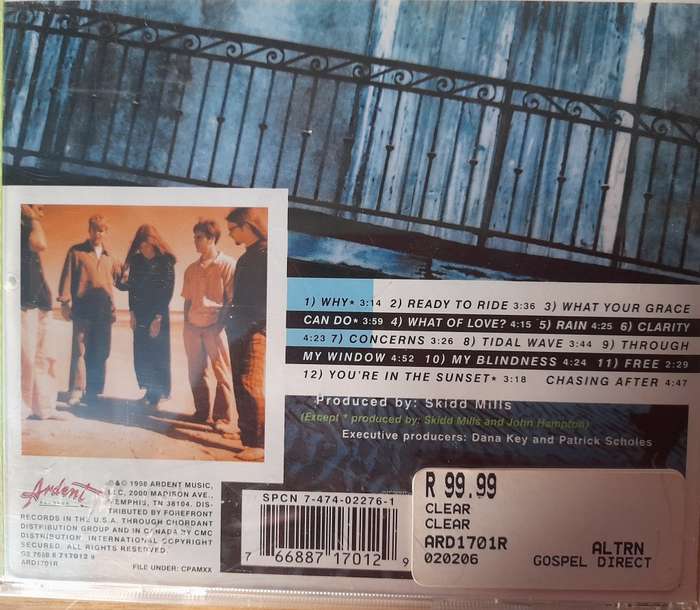 1) WHY* 3:14 2) READY TO RIDE 3:36 3) WHAT YOUR GRACE
CAN DO* 3:59 4) WHAT OF LOVE? 4:15 5) RAIN 4:25 6) CLARITY
4:23 7) CONCERNS 3:26 8) TIDAL WAVE 3:44 9) THROUGH
MY WINDOW 4:52 10) MY BLINDNESS 4:24 11) FREE 2:29
12) YOU'RE IN THE SUNSET* 3:18 CHASING AFTER 4:47
Produced by: Skidd Mills
(Except * produced by: Skidd Mills and John Hampton)
Executive producers: Dana Key and Patrick Scholes
Ardent
RECORDS
℗&© 1998 ARDENT MUSIC,
LLC, 2000 MADISON AVE.,
MEMPHIS, TN 38104. DIS-
TRIBUTED BY FOREFRONT
RECORDS IN THE U.S.A. THROUGH CHORDANT
DISTRIBUTION GROUP AND IN CANADA BY CMC
DISTRIBUTION. INTERNATIONAL COPYRIGHT
SECURED. ALL RIGHTS RESERVED.
ARD1701R
FILE UNDER: CPAMXX
SPCN 7-474-02276-1
7 66887 17012 9
R 99.99
CLEAR
CLEAR
ARD1701R
020206
ALTRN
GOSPEL DIRECT